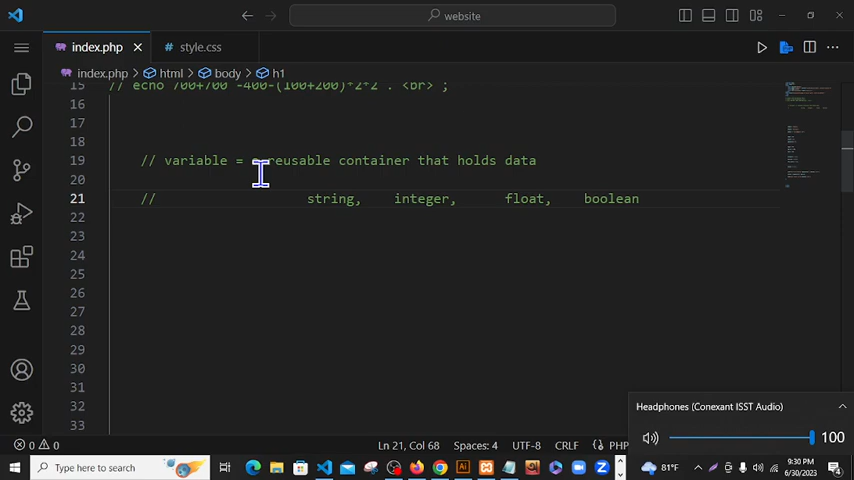 website
index.php
style.css
index.php html body h1
15 // echo 700+700 -400-(100+200)*2*2 . <br> ;
16
17
18
19 // variable = a reusable container that holds data
20
21 // string, integer, float, boolean
22
23
24
25
26
27
28
29
30
31
32
33
Headphones (Conexant ISST Audio)
100
0 0
Ln 21, Col 68 Spaces: 4 UTF-8 CRLF PHP
Type here to search
81°F
9:30 PM
6/30/2023
4